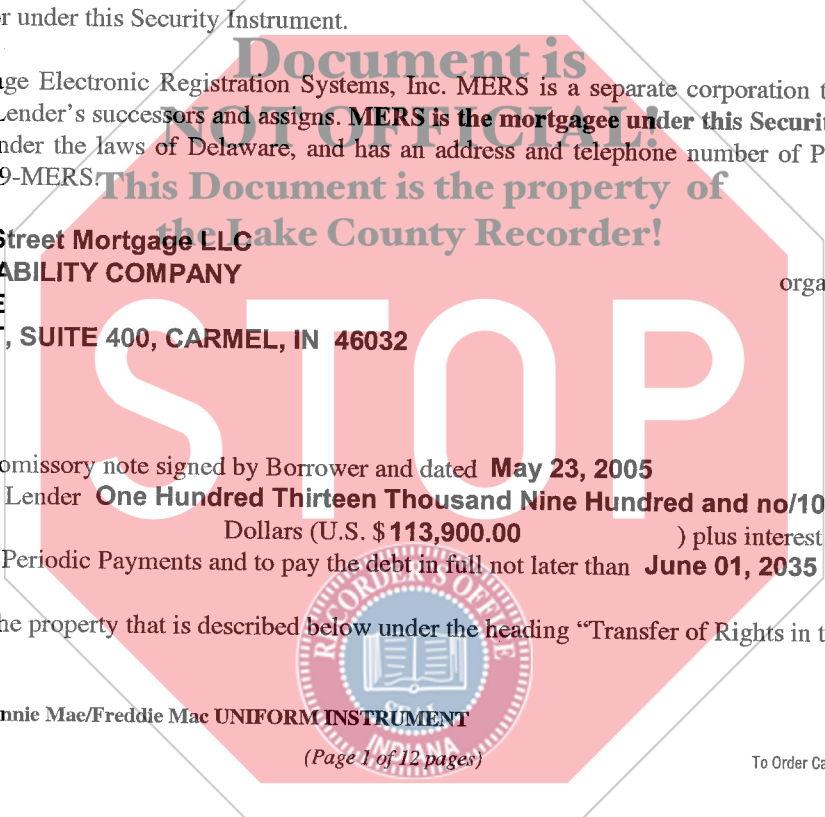 r under this Security Instrument.
Document is
ge Electronic Registration Systems, Inc. MERS is a separate corporation t
Lender's successors and assigns. MERS is the mortgagee under this Securit
NOT OFFICIAL!
nder the laws of Delaware, and has an address and telephone number of P
9-MERS.
This Document is the property of
the Lake County Recorder!
Street Mortgage LLC
ABILITY COMPANY
orga
E
, SUITE 400, CARMEL, IN 46032
STOP
omissory note signed by Borrower and dated May 23, 2005
Lender One Hundred Thirteen Thousand Nine Hundred and no/10
Dollars (U.S. $ 113,900.00 ) plus interest
Periodic Payments and to pay the debt in full not later than June 01, 2035
RECORDER'S OFFICE
he property that is described below under the heading “Transfer of Rights in t
SEAL
nnie Mae/Freddie Mac UNIFORM INSTRUMENT
INDIANA
(Page 1 of 12 pages)
To Order Ca